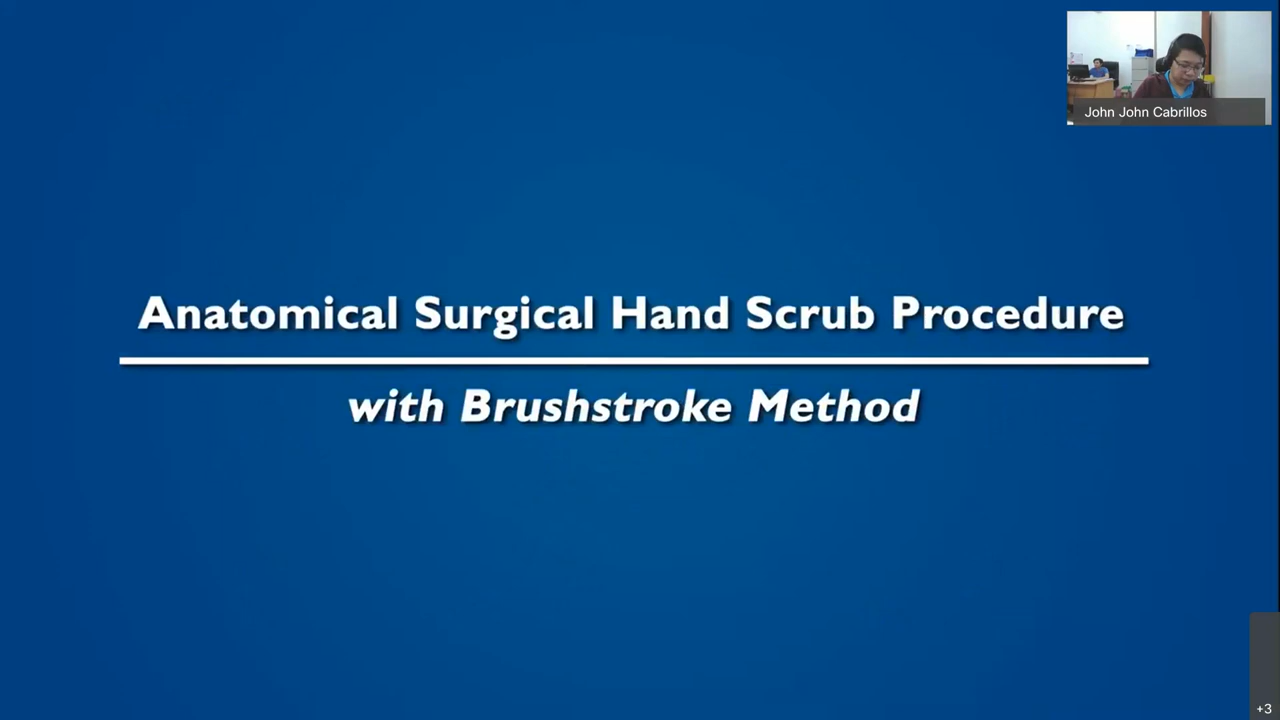 John John Cabrillos
Anatomical Surgical Hand Scrub Procedure
with Brushstroke Method
+3